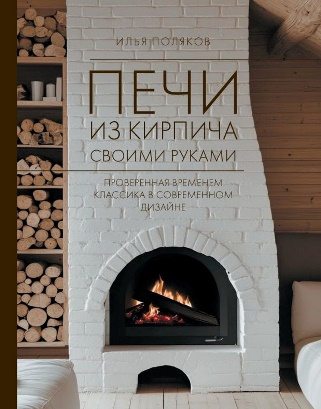 ИЛЬЯ ПОЛЯКОВ
ПЕЧИ
ИЗ КИРПИЧА
СВОИМИ РУКАМИ
ПРОВЕРЕННАЯ ВРЕМЕНЕМ
КЛАССИКА В СОВРЕМЕННОМ
ДИЗАЙНЕ